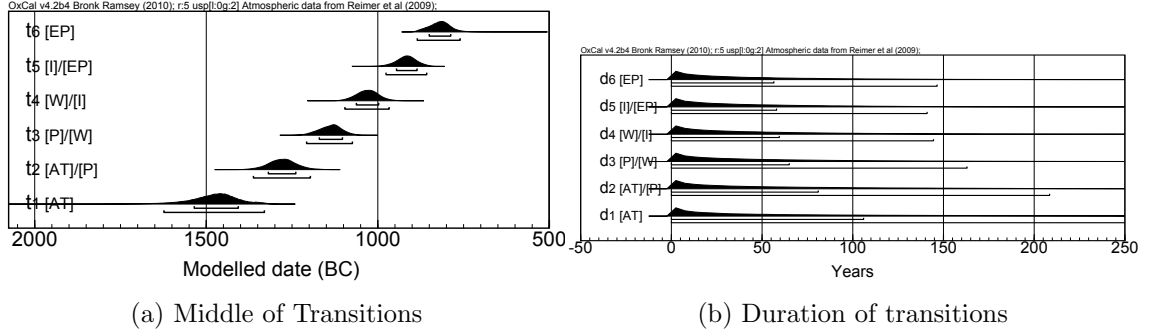 OxCal v4.2b4 Bronk Ramsey (2010); r:5 usp[l:0g:2] Atmospheric data from Reimer et al (2009);
t6 [EP]
t5 [I]/[EP]
t4 [W]/[I]
t3 [P]/[W]
t2 [AT]/[P]
t1 [AT]
2000 1500 1000 500
Modelled date (BC)
(a) Middle of Transitions
OxCal v4.2b4 Bronk Ramsey (2010); r:5 usp[l:0g:2] Atmospheric data from Reimer et al (2009);
d6 [EP]
d5 [I]/[EP]
d4 [W]/[I]
d3 [P]/[W]
d2 [AT]/[P]
d1 [AT]
-50 0 50 100 150 200 250
Years
(b) Duration of transitions